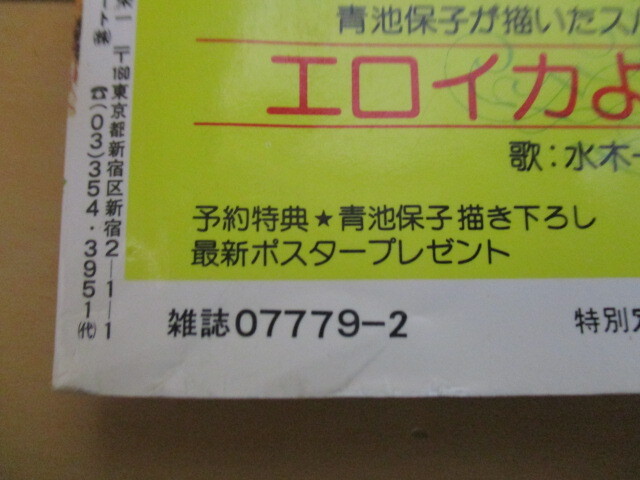 青池保子が描いたス
エロイカよ
歌:水木
予約特典★青池保子描き下ろし
最新ポスタープレゼント
雑誌07779-2
特別
〒160東京都新宿区新宿2-1-1
☎(03)354・3951(代)